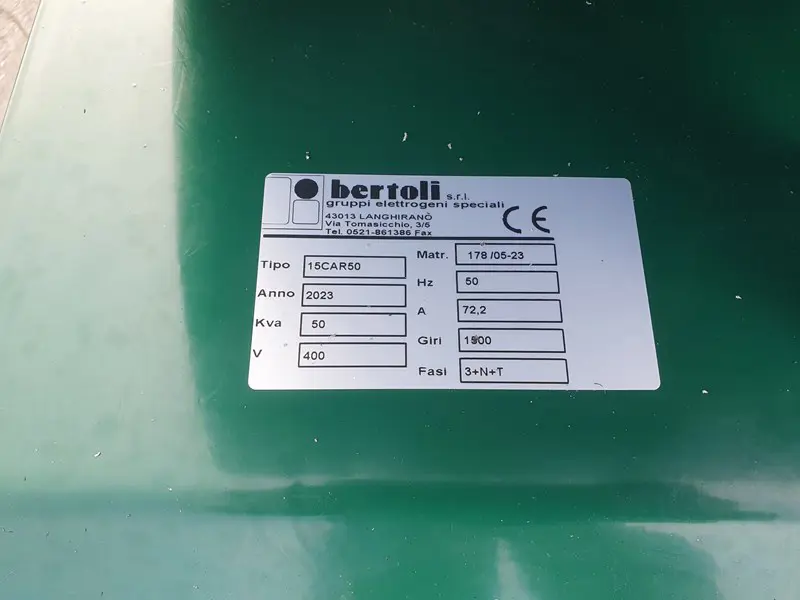 bertoli s.r.l.
gruppi elettrogeni speciali
43013 LANGHIRANÒ
Via Tomasicchio, 3/5
Tel. 0521-861386 Fax
CE
Tipo 15CAR50
Anno 2023
Kva 50
V 400
Matr. 178 /05-23
Hz 50
A 72,2
Giri 1500
Fasi 3+N+T